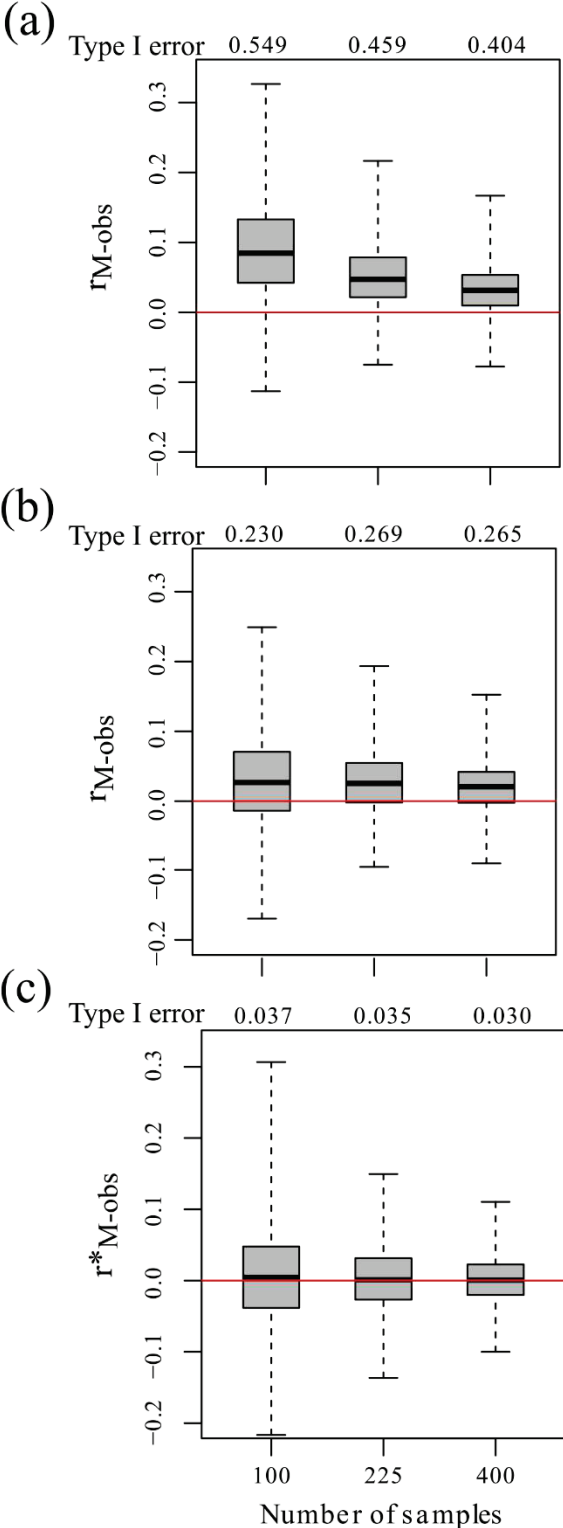 (a)
Type I error 0.549 0.459 0.404
0.3
0.2
0.1
0.0
−0.1
−0.2
rM-obs
(b)
Type I error 0.230 0.269 0.265
0.3
0.2
0.1
0.0
−0.1
−0.2
rM-obs
(c)
Type I error 0.037 0.035 0.030
0.3
0.2
0.1
0.0
−0.1
−0.2
r*M-obs
100 225 400
Number of samples